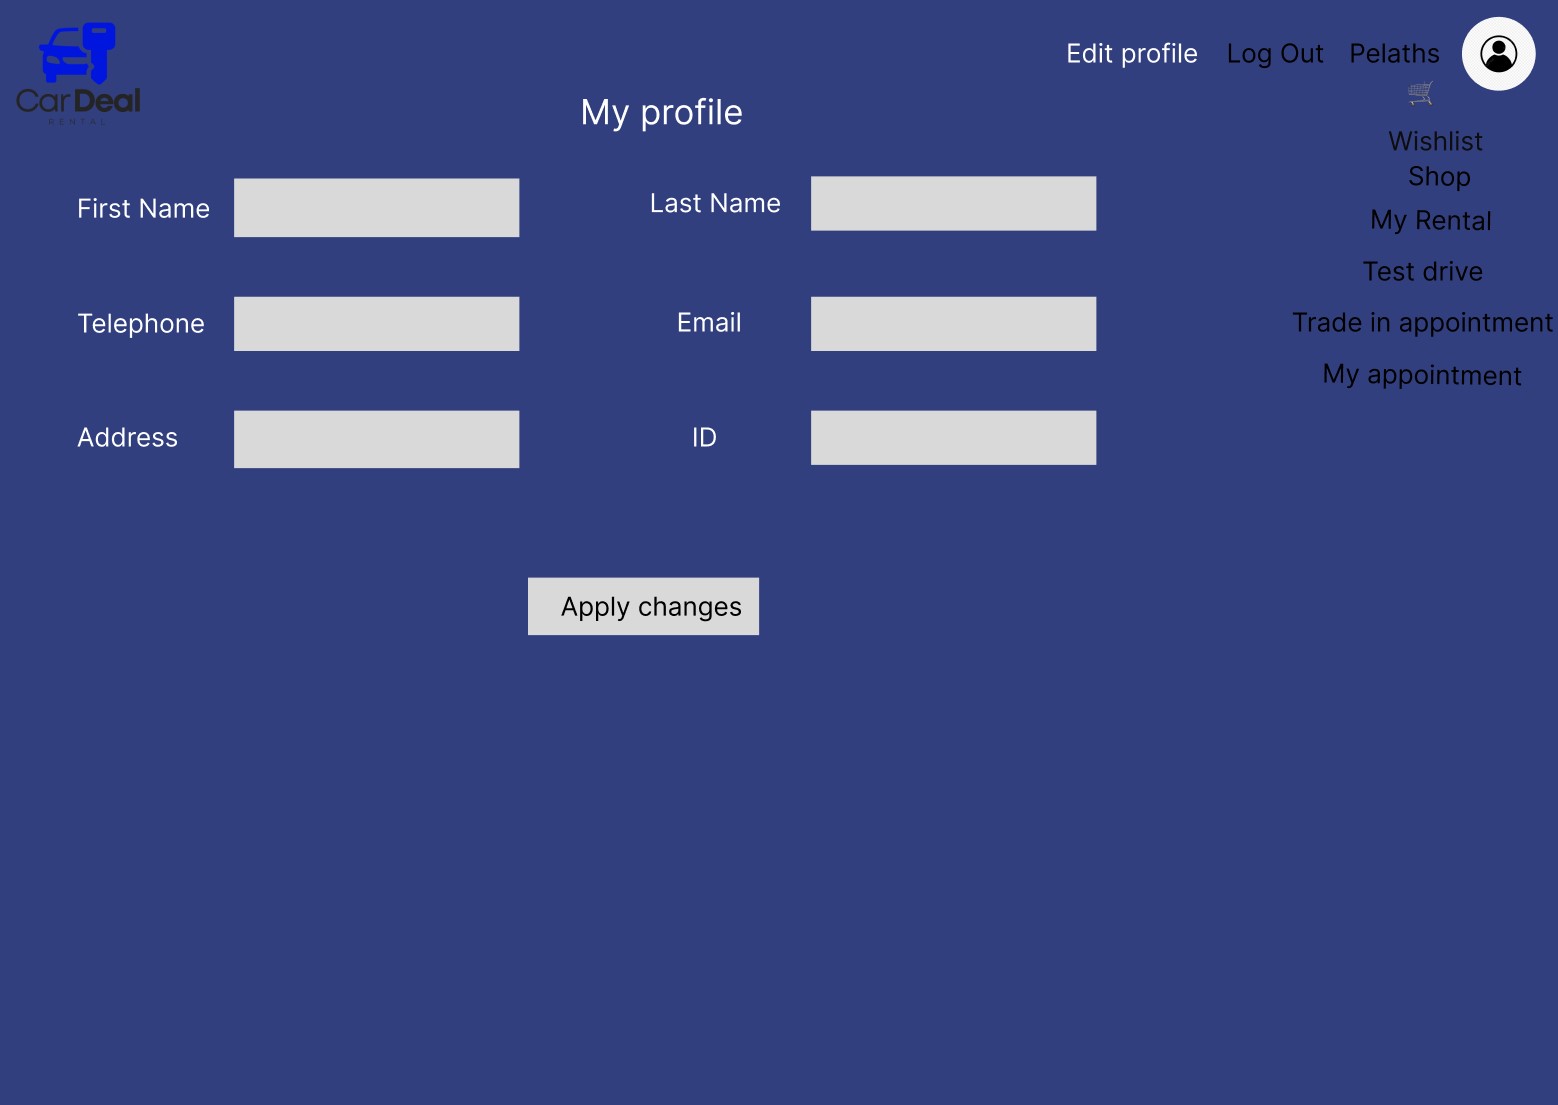 CarDeal
RENTAL
Edit profile Log Out Pelaths
My profile
Wishlist
Shop
My Rental
Test drive
Trade in appointment
My appointment
First Name
Last Name
Telephone
Email
Address
ID
Apply changes